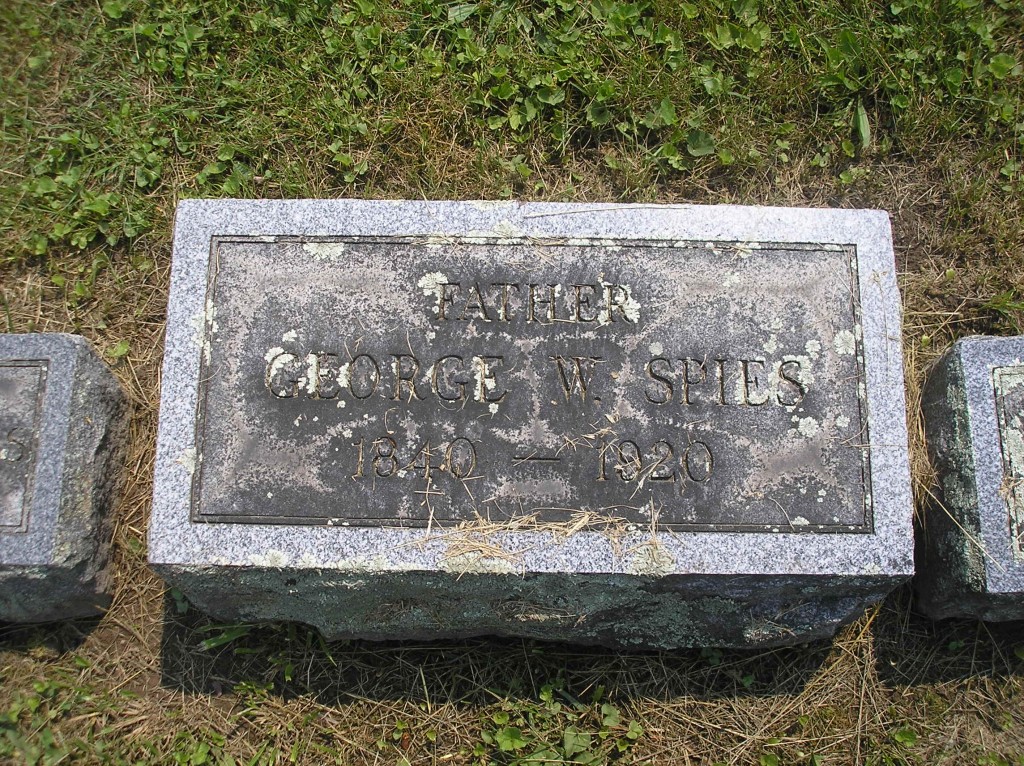 FATHER
GEORGE W. SPIES
1840 — 1920